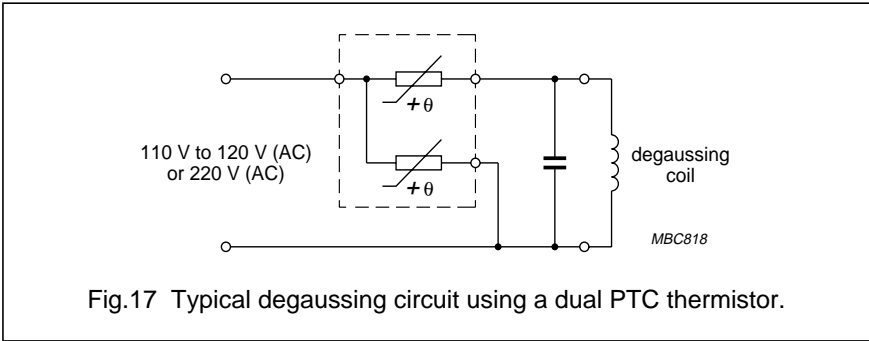 +θ
110 V to 120 V (AC)
or 220 V (AC)
+θ
degaussing
coil
MBC818
Fig.17 Typical degaussing circuit using a dual PTC thermistor.